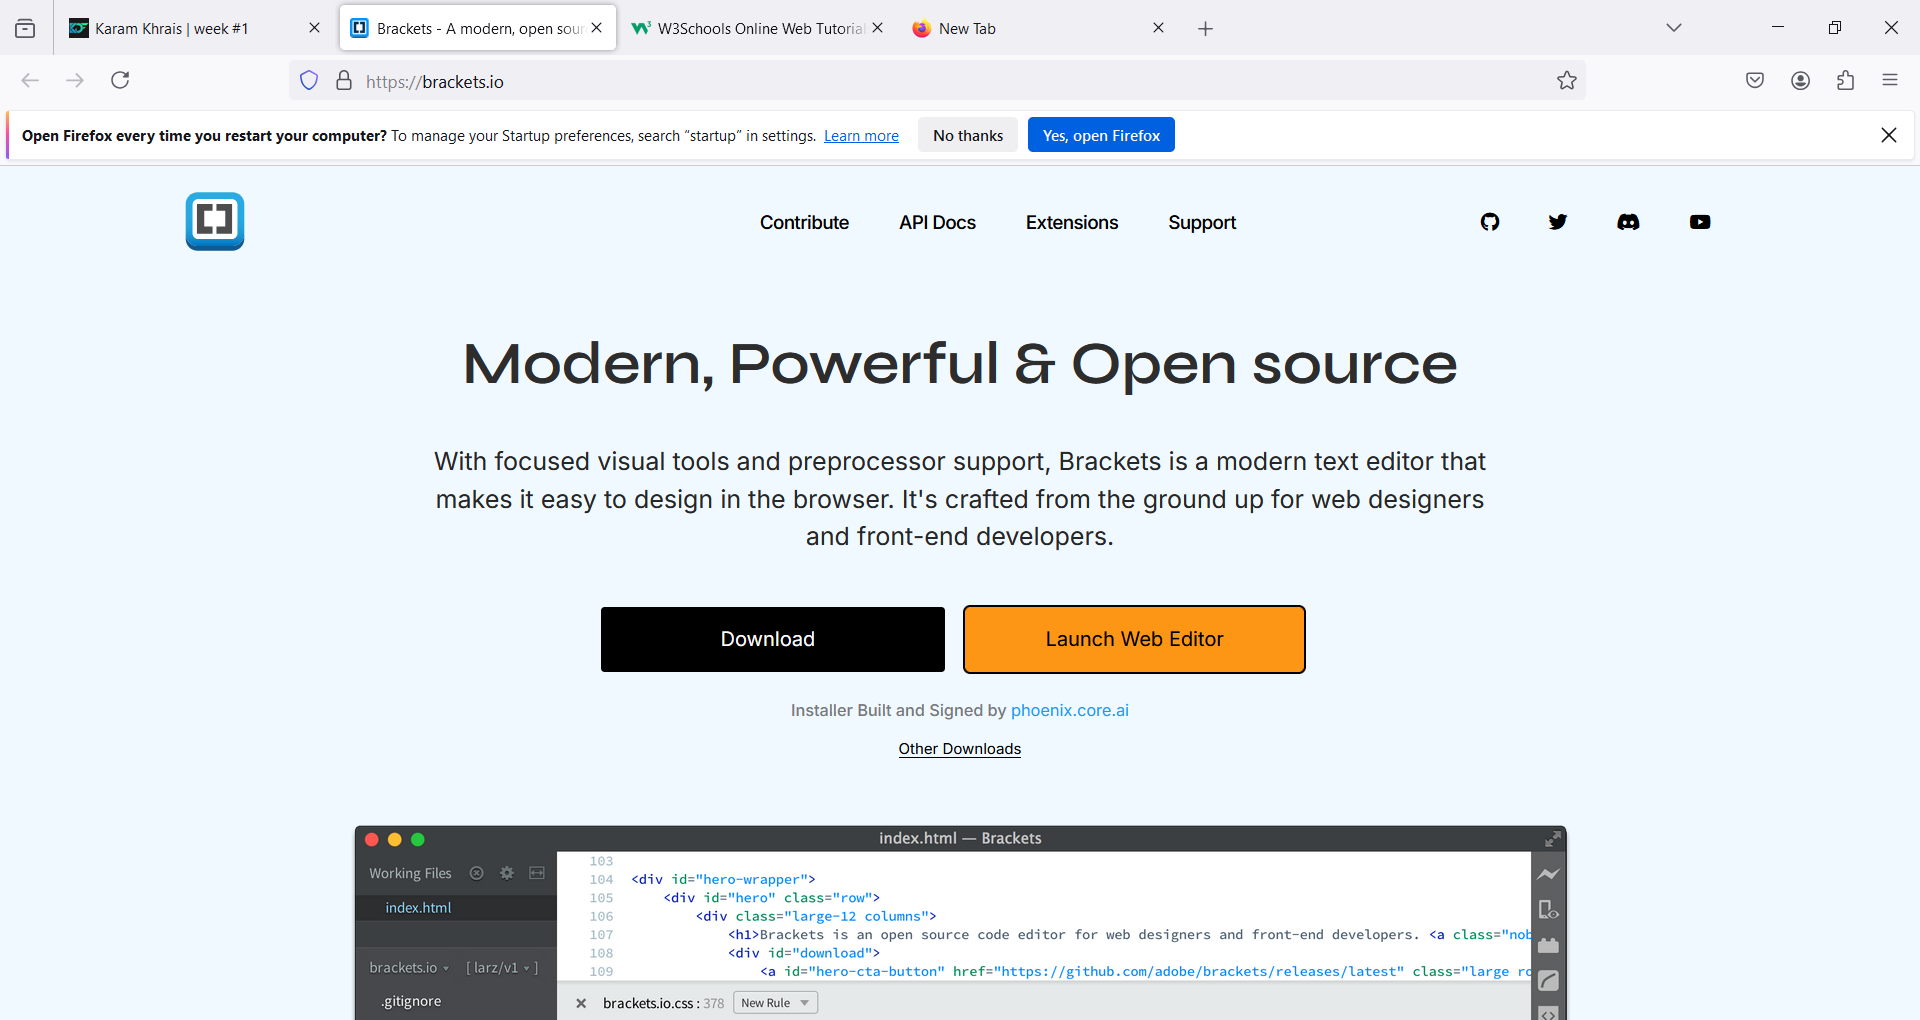 Karam Khrais | week #1
Brackets - A modern, open sour
W3Schools Online Web Tutorial
New Tab
https://brackets.io
Open Firefox every time you restart your computer? To manage your Startup preferences, search “startup” in settings. Learn more
No thanks
Yes, open Firefox
Contribute
API Docs
Extensions
Support
Modern, Powerful & Open source
With focused visual tools and preprocessor support, Brackets is a modern text editor that
makes it easy to design in the browser. It's crafted from the ground up for web designers
and front-end developers.
Download
Launch Web Editor
Installer Built and Signed by phoenix.core.ai
Other Downloads
index.html — Brackets
Working Files
index.html
brackets.io
[ larz/v1 ]
.gitignore
103
104 <div id="hero-wrapper">
105 <div id="hero" class="row">
106 <div class="large-12 columns">
107 <h1>Brackets is an open source code editor for web designers and front-end developers. <a class="nob
108 <div id="download">
109 <a id="hero-cta-button" href="https://github.com/adobe/brackets/releases/latest" class="large ro
brackets.io.css : 378
New Rule